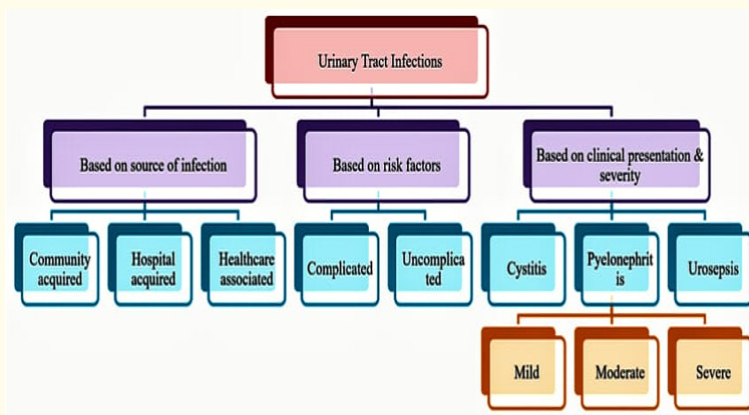 Urinary Tract Infections
Based on source of infection
Based on risk factors
Based on clinical presentation &
severity
Community
acquired
Hospital
acquired
Healthcare
associated
Complicated
Uncomplica
ted
Cystitis
Pyelonephrit
is
Urosepsis
Mild
Moderate
Severe